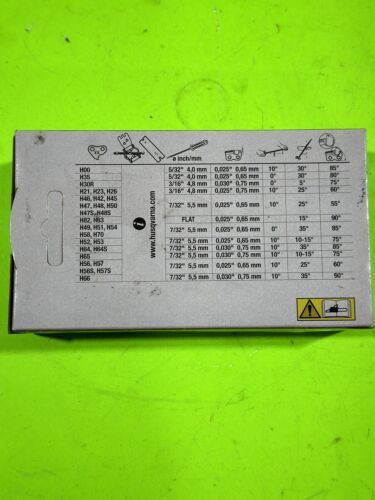 ø inch/mm
H00 5/32" 4,0 mm 0,025" 0,65 mm 10° 30° 85°
H35 5/32" 4,0 mm 0,025" 0,65 mm 0° 30° 80°
H30R 3/16" 4,8 mm 0,030" 0,75 mm 0° 5° 75°
H21, H23, H26 3/16" 4,8 mm 0,025" 0,65 mm 10° 25° 60°
H46, H42, H45
H47, H48, H50 7/32" 5,5 mm 0,025" 0,65 mm 10° 25° 55°
H47S, H48S
H82, H83 FLAT 0,025" 0,65 mm 15° 90°
H49, H51, H54 7/32" 5,5 mm 0,025" 0,65 mm 0° 35° 85°
H58, H70
H52, H53 7/32" 5,5 mm 0,025" 0,65 mm 10° 10-15° 75°
H64, H64S 7/32" 5,5 mm 0,030" 0,75 mm 10° 35° 85°
H65 7/32" 5,5 mm 0,030" 0,75 mm 10° 10-15° 75°
H56, H57 7/32" 5,5 mm 0,025" 0,65 mm 10° 25° 60°
H56S, H57S
H66 7/32" 5,5 mm 0,030" 0,75 mm 10° 35°
i
www.husqvarna.com